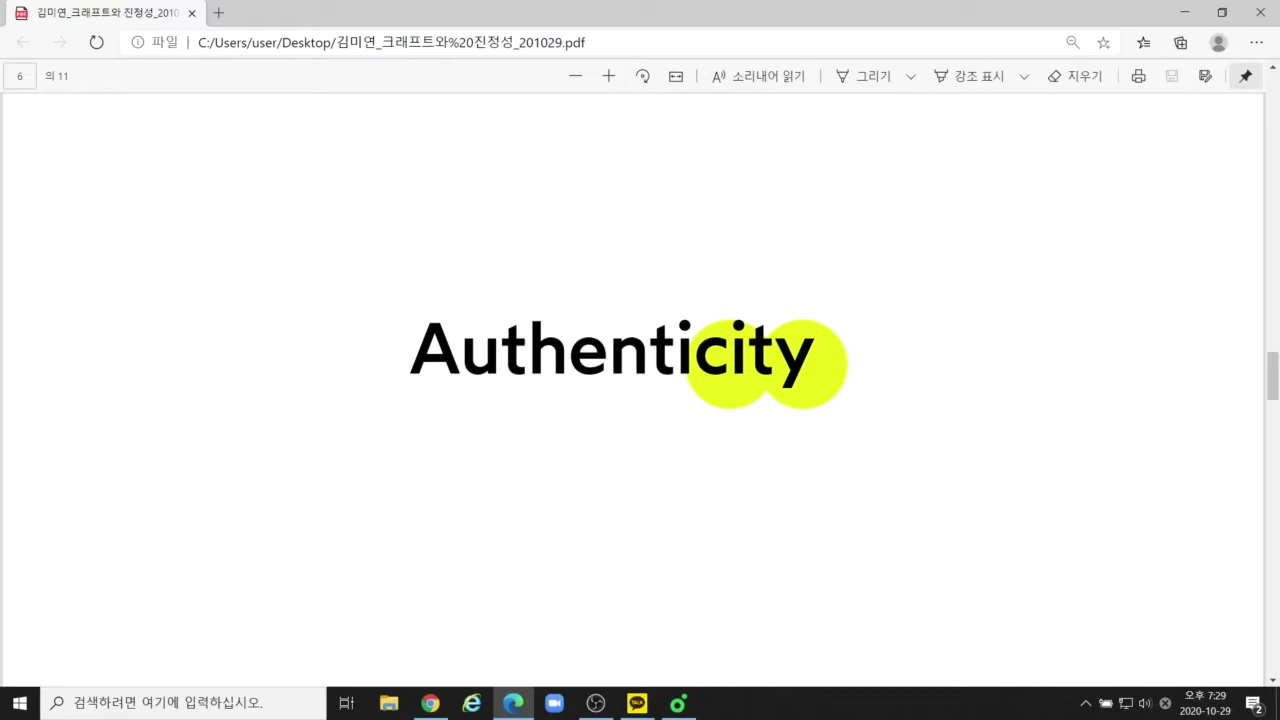 김미연_크래프트와 진정성_2010
파일
C:/Users/user/Desktop/김미연_크래프트와%20진정성_201029.pdf
6 의 11
소리내어 읽기
그리기
강조 표시
지우기
Authenticity
검색하려면 여기에 입력하십시오.
TALK
오후 7:29
2020-10-29
2